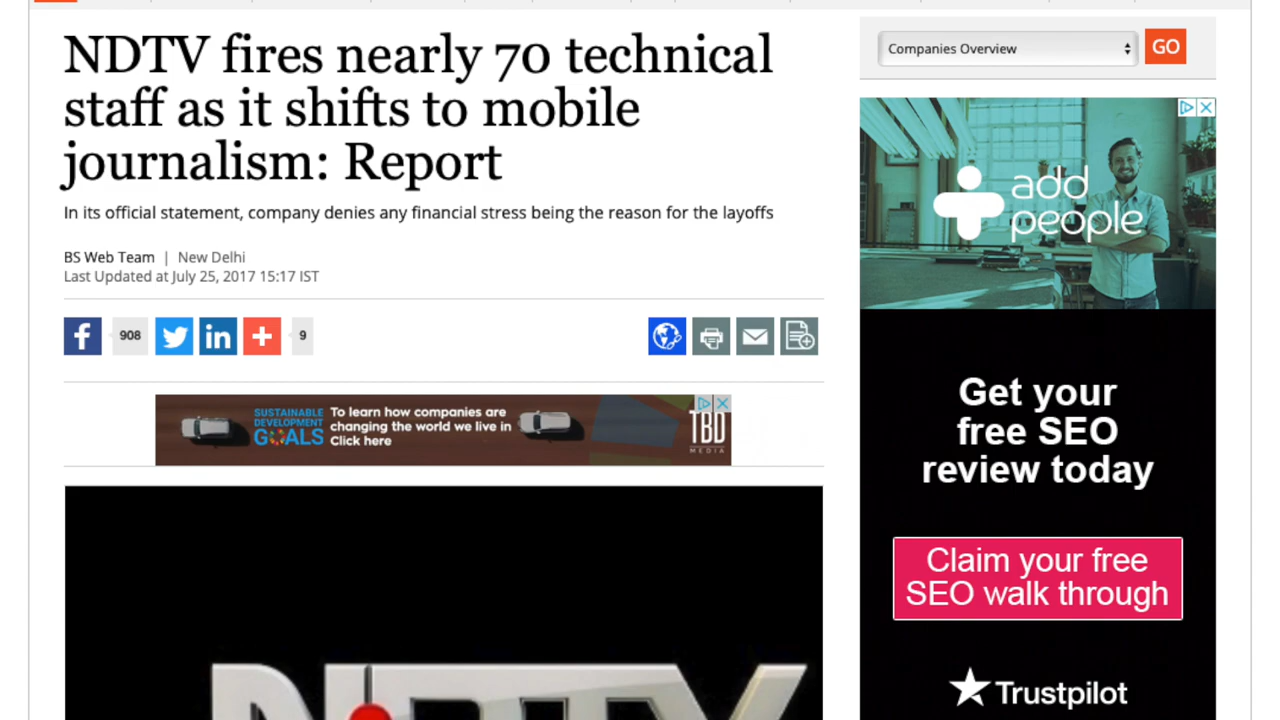 NDTV fires nearly 70 technical
staff as it shifts to mobile
journalism: Report
In its official statement, company denies any financial stress being the reason for the layoffs
BS Web Team | New Delhi
Last Updated at July 25, 2017 15:17 IST
f 908 in + 9
SUSTAINABLE
DEVELOPMENT
GOALS
To learn how companies are
changing the world we live in
Click here
TBD
MEDIA
NDTV
Companies Overview
GO
add
people
Get your
free SEO
review today
Claim your free
SEO walk through
Trustpilot